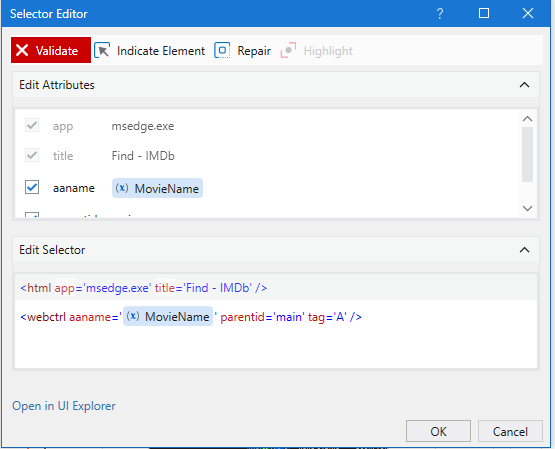 Selector Editor
Validate Indicate Element Repair Highlight
Edit Attributes
app msedge.exe
title Find - IMDb
aaname (x) MovieName
Edit Selector
<html app='msedge.exe' title='Find - IMDb' />
<webctrl aaname=' (x) MovieName ' parentid='main' tag='A' />
Open in UI Explorer
OK Cancel